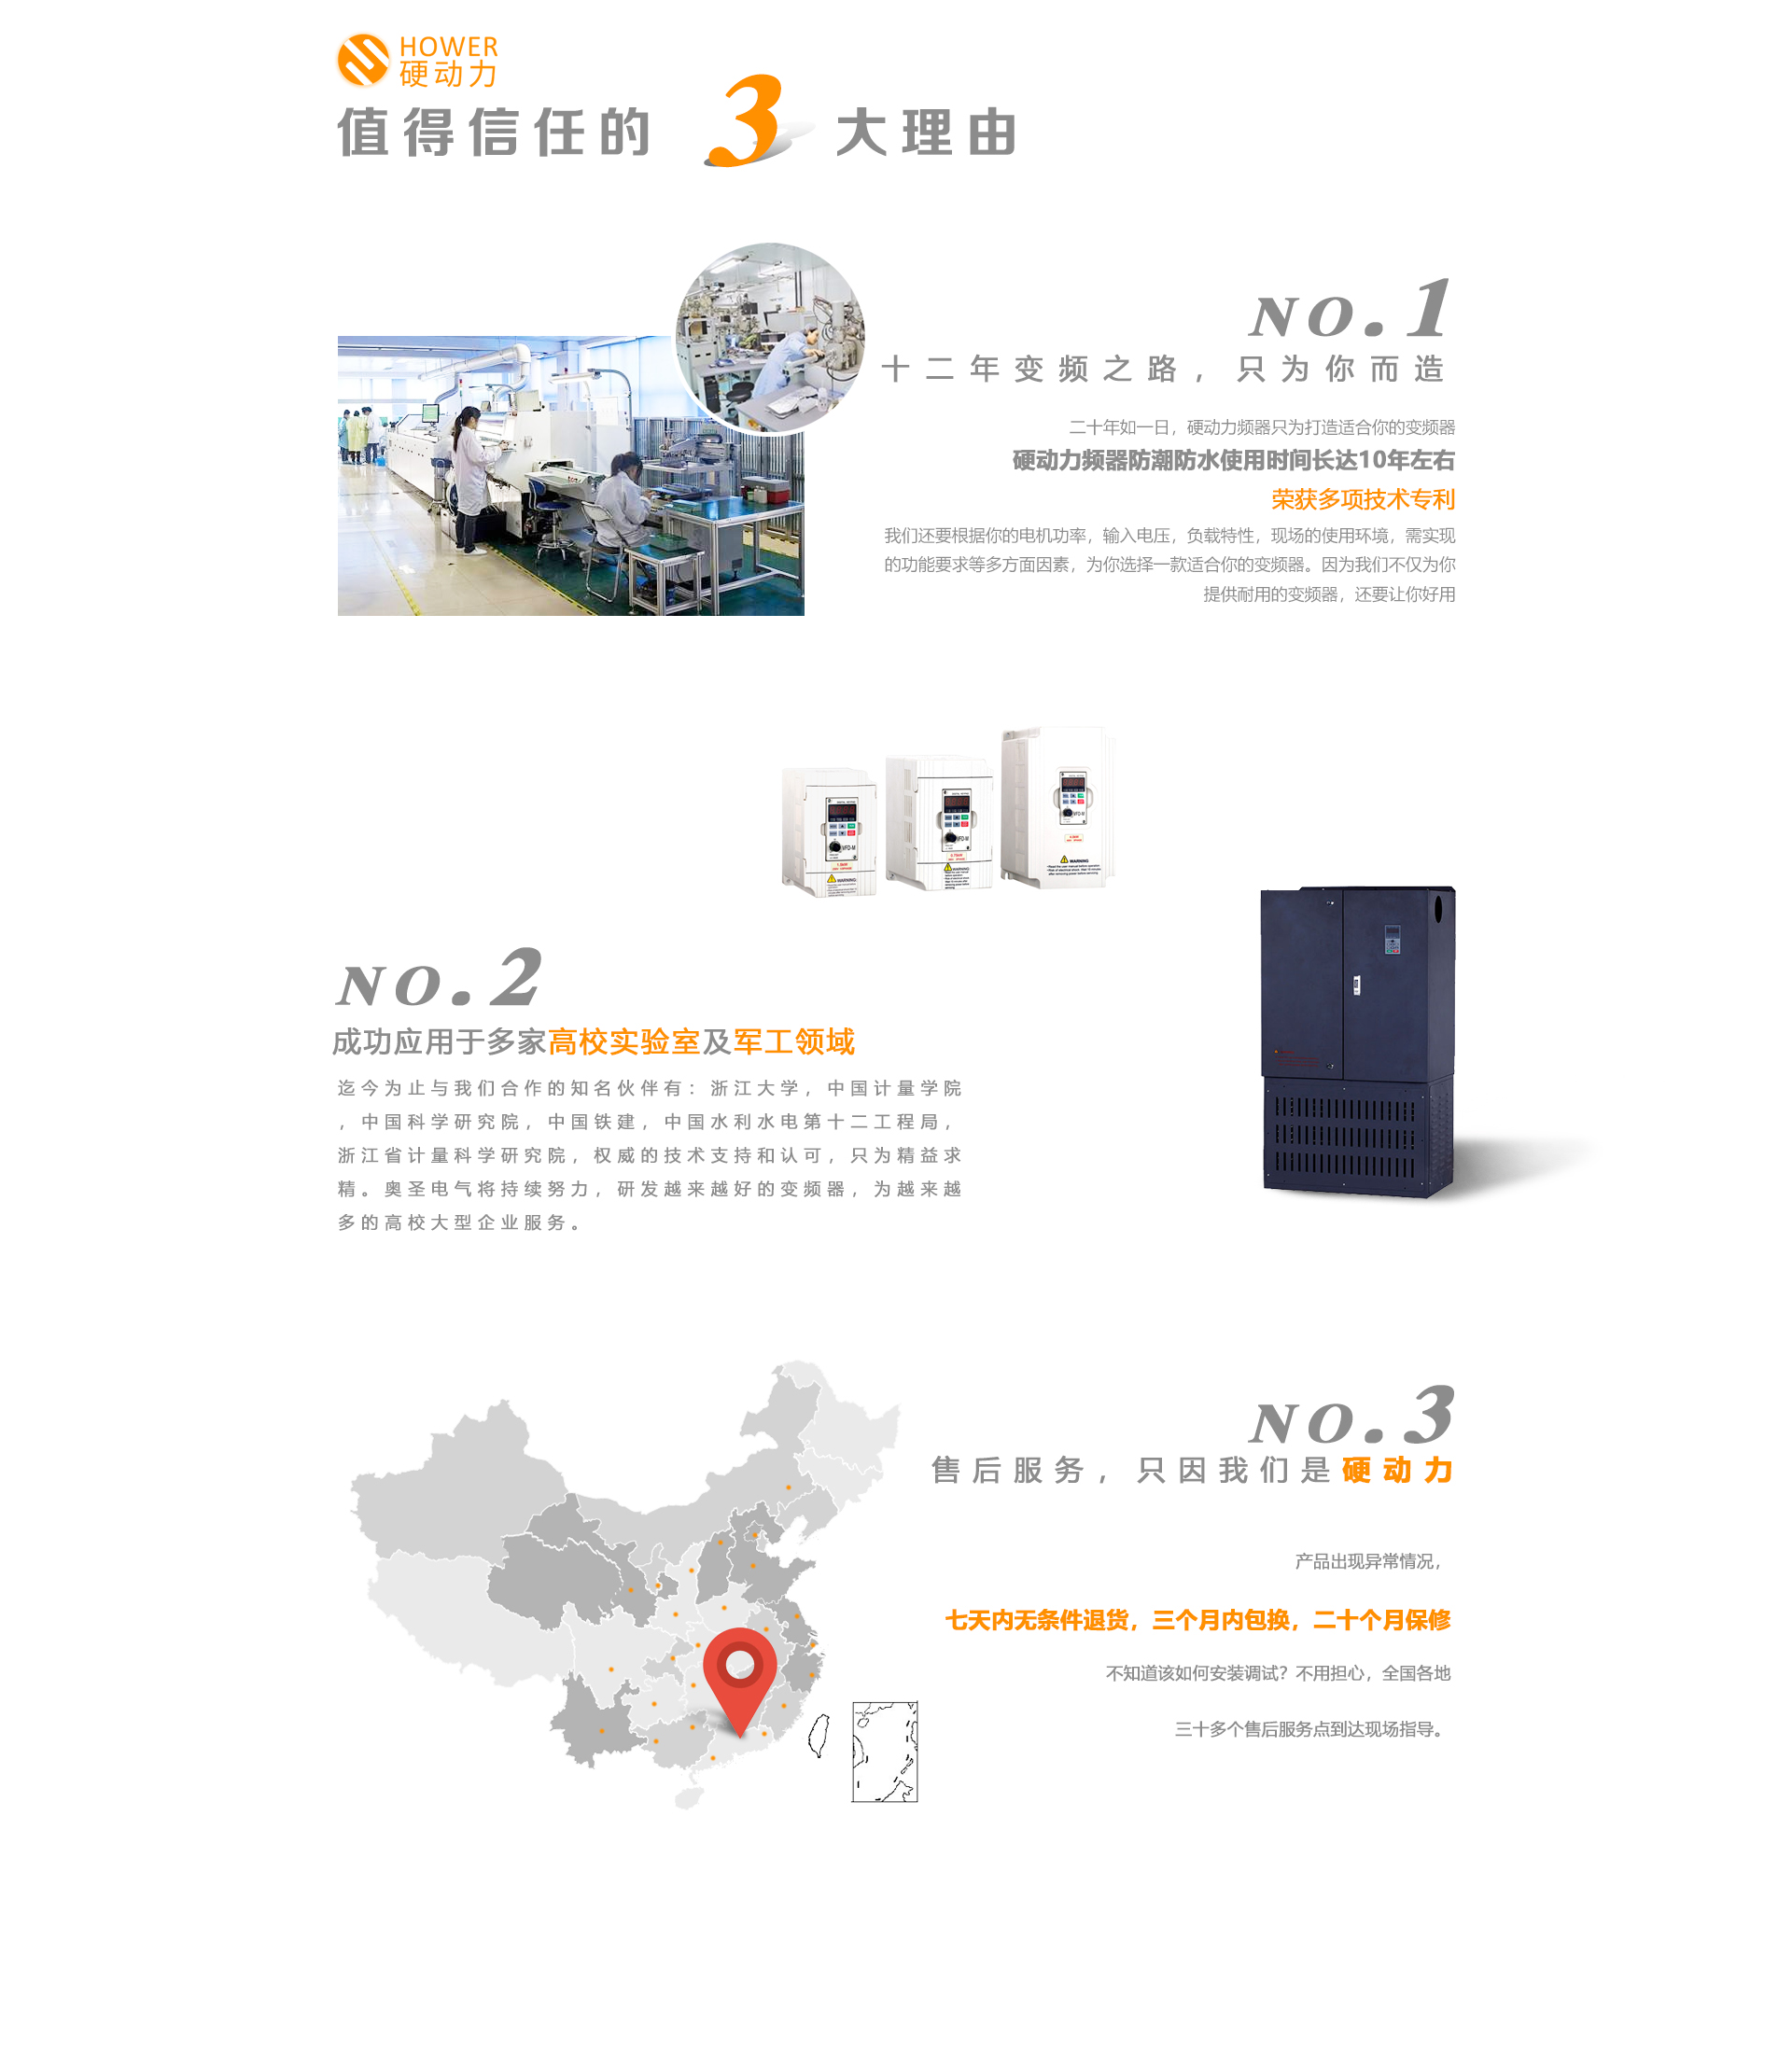 HOWER
硬动力
值得信任的 3 大理由
NO.1
十二年变频之路，只为你而造
二十年如一日，硬动力频器只为打造适合你的变频器
硬动力频器防潮防水使用时间长达10年左右
荣获多项技术专利
我们还要根据你的电机功率，输入电压，负载特性，现场的使用环境，需实现
的功能要求等多方面因素，为你选择一款适合你的变频器。因为我们不仅为你
提供耐用的变频器，还要让你好用
VFD-M
WARNING
VFD-M
WARNING
VFD-M
WARNING
NO.2
成功应用于多家高校实验室及军工领域
迄今为止与我们合作的知名伙伴有：浙江大学，中国计量学院
，中国科学研究院，中国铁建，中国水利水电第十二工程局，
浙江省计量科学研究院，权威的技术支持和认可，只为精益求
精。奥圣电气将持续努力，研发越来越好的变频器，为越来越
多的高校大型企业服务。
NO.3
售后服务，只因我们是硬动力
产品出现异常情况，
七天内无条件退货，三个月内包换，二十个月保修
不知道该如何安装调试？不用担心，全国各地
三十多个售后服务点到达现场指导。